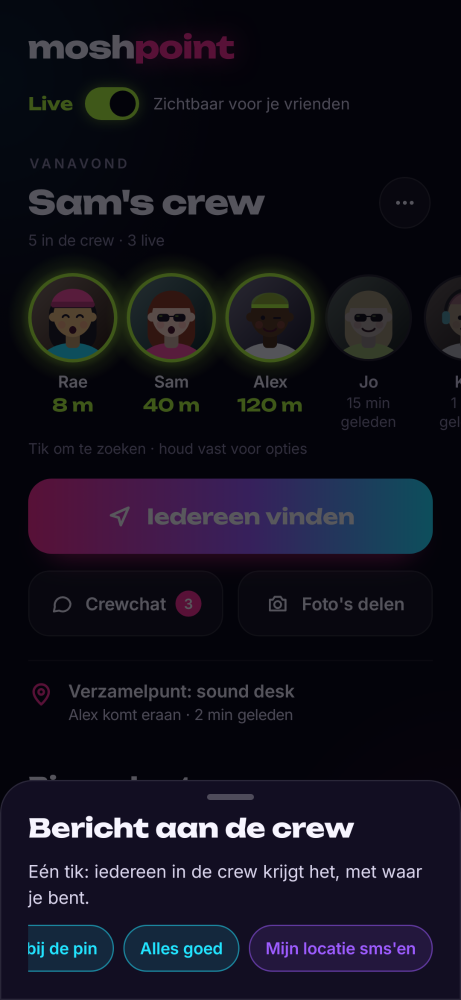 moshpoint
Live Zichtbaar voor je vrienden
VANAVOND
Sam's crew
5 in de crew · 3 live
Rae Sam Alex Jo
8 m 40 m 120 m 15 min geleden
Tik om te zoeken · houd vast voor opties
Iedereen vinden
Crewchat 3 Foto's delen
Verzamelpunt: sound desk
Alex komt eraan · 2 min geleden
Bericht aan de crew
Eén tik: iedereen in de crew krijgt het, met waar
je bent.
bij de pin Alles goed Mijn locatie sms'en